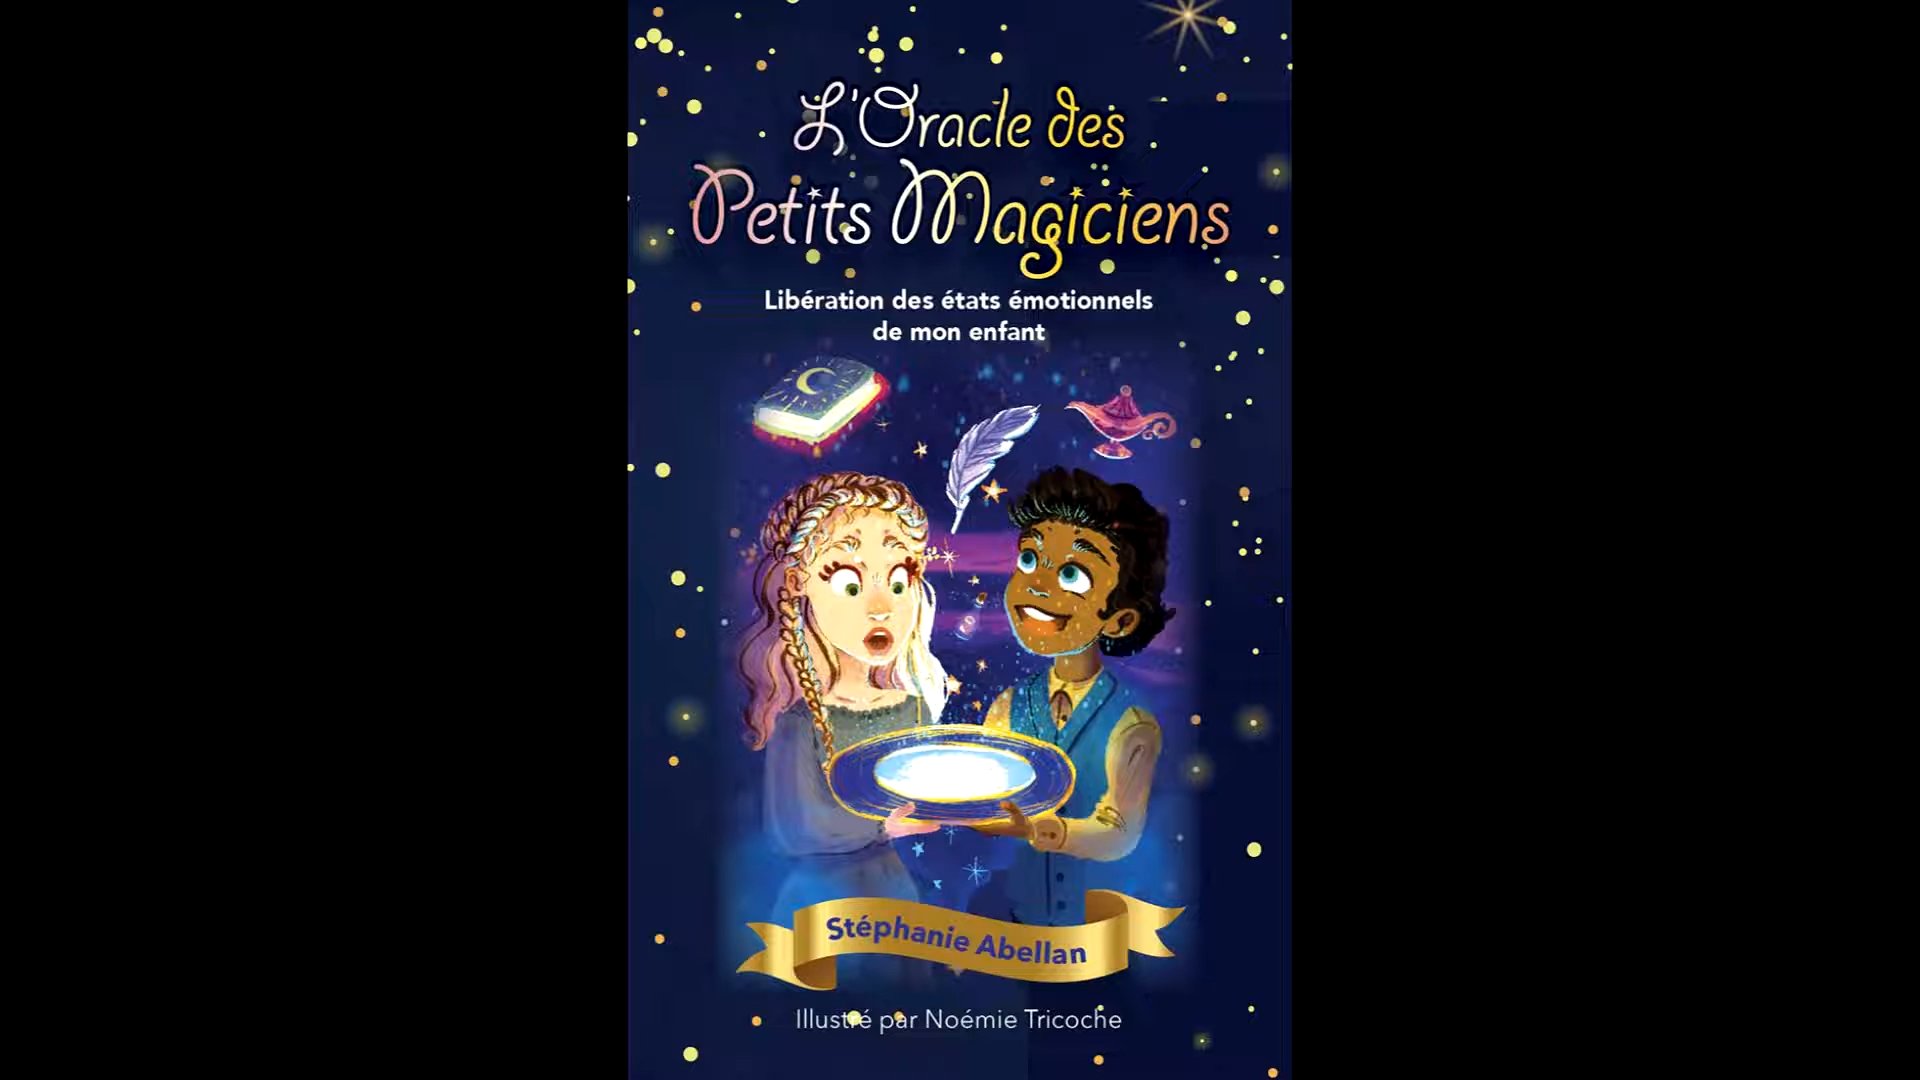 L'Oracle des
Petits Magiciens
Libération des états émotionnels
de mon enfant
Stéphanie Abellan
Illustré par Noémie Tricoche